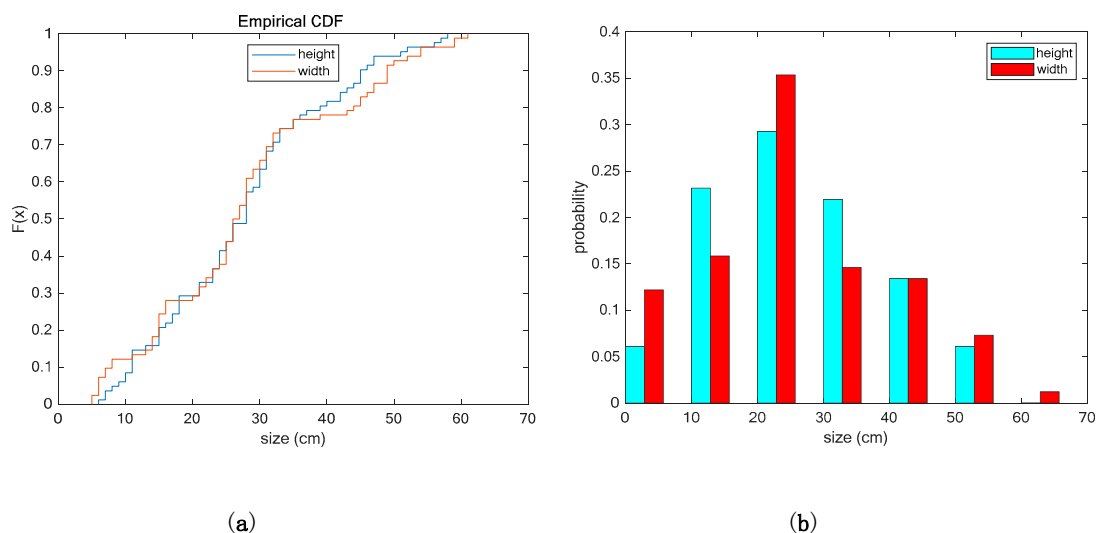 Empirical CDF
1
0.9
0.8
0.7
0.6
0.5
0.4
0.3
0.2
0.1
0
F(x)
height
width
0 10 20 30 40 50 60 70
size (cm)
(a)
0.4
0.35
0.3
0.25
0.2
0.15
0.1
0.05
0
probability
height
width
0 10 20 30 40 50 60 70
size (cm)
(b)